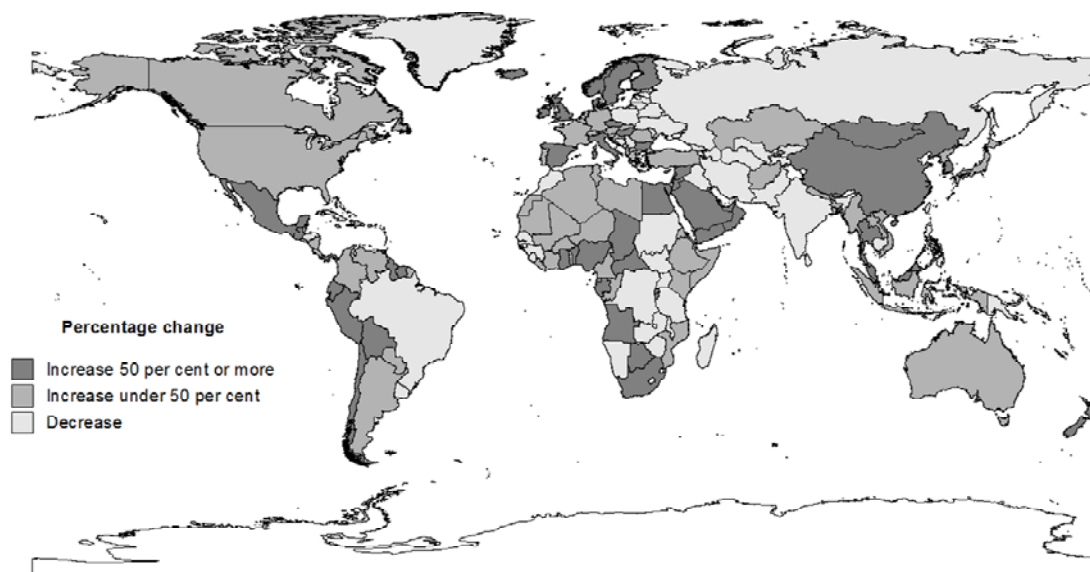 Percentage change
Increase 50 per cent or more
Increase under 50 per cent
Decrease